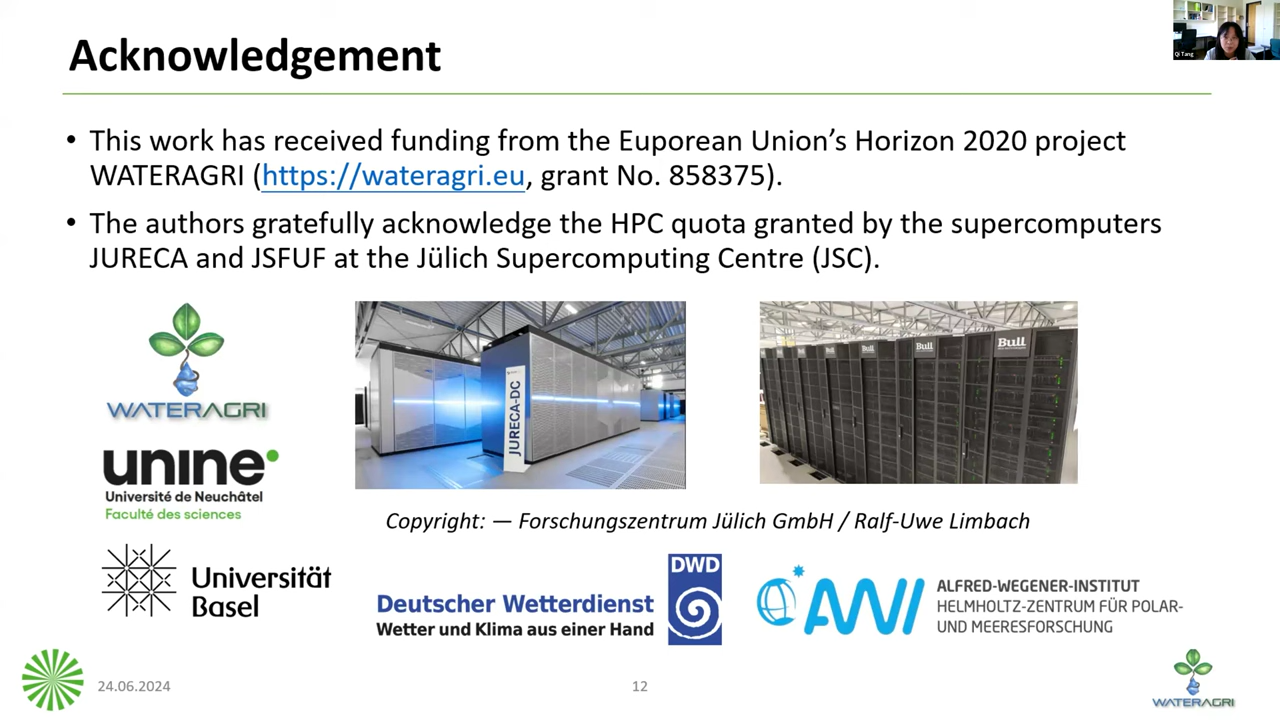 Acknowledgement
Qi Tang
• This work has received funding from the Euporean Union’s Horizon 2020 project
WATERAGRI (https://wateragri.eu, grant No. 858375).
• The authors gratefully acknowledge the HPC quota granted by the supercomputers
JURECA and JSFUF at the Jülich Supercomputing Centre (JSC).
WATERAGRI
unine
Université de Neuchâtel
Faculté des sciences
JURECA-DC
Bull
Bull
Bull
Copyright: — Forschungszentrum Jülich GmbH / Ralf-Uwe Limbach
Universität
Basel
Deutscher Wetterdienst
Wetter und Klima aus einer Hand
DWD
AWI
ALFRED-WEGENER-INSTITUT
HELMHOLTZ-ZENTRUM FÜR POLAR-
UND MEERESFORSCHUNG
24.06.2024
12
WATERAGRI